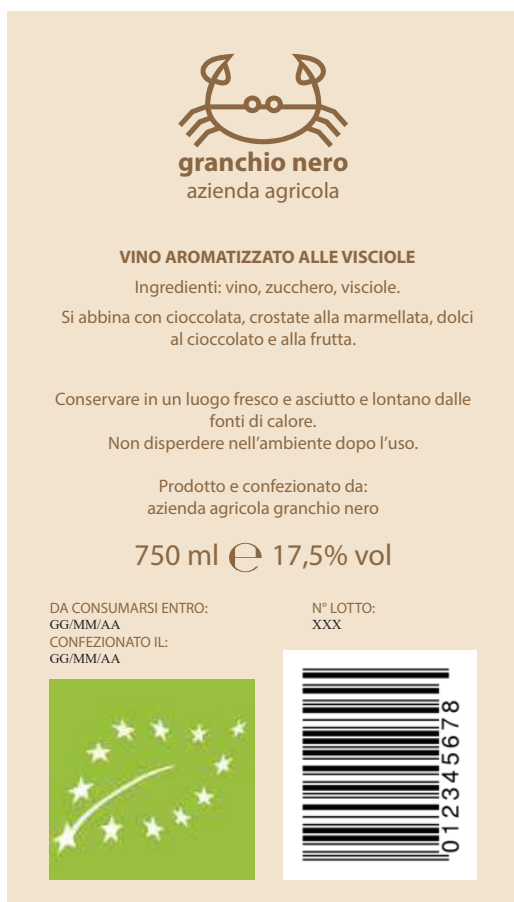 granchio nero
azienda agricola
VINO AROMATIZZATO ALLE VISCIOLE
Ingredienti: vino, zucchero, visciole.
Si abbina con cioccolata, crostate alla marmellata, dolci
al cioccolato e alla frutta.
Conservare in un luogo fresco e asciutto e lontano dalle
fonti di calore.
Non disperdere nell'ambiente dopo l'uso.
Prodotto e confezionato da:
azienda agricola granchio nero
750 ml ℮ 17,5% vol
DA CONSUMARSI ENTRO:
GG/MM/AA
CONFEZIONATO IL:
GG/MM/AA
N° LOTTO:
XXX
012345678